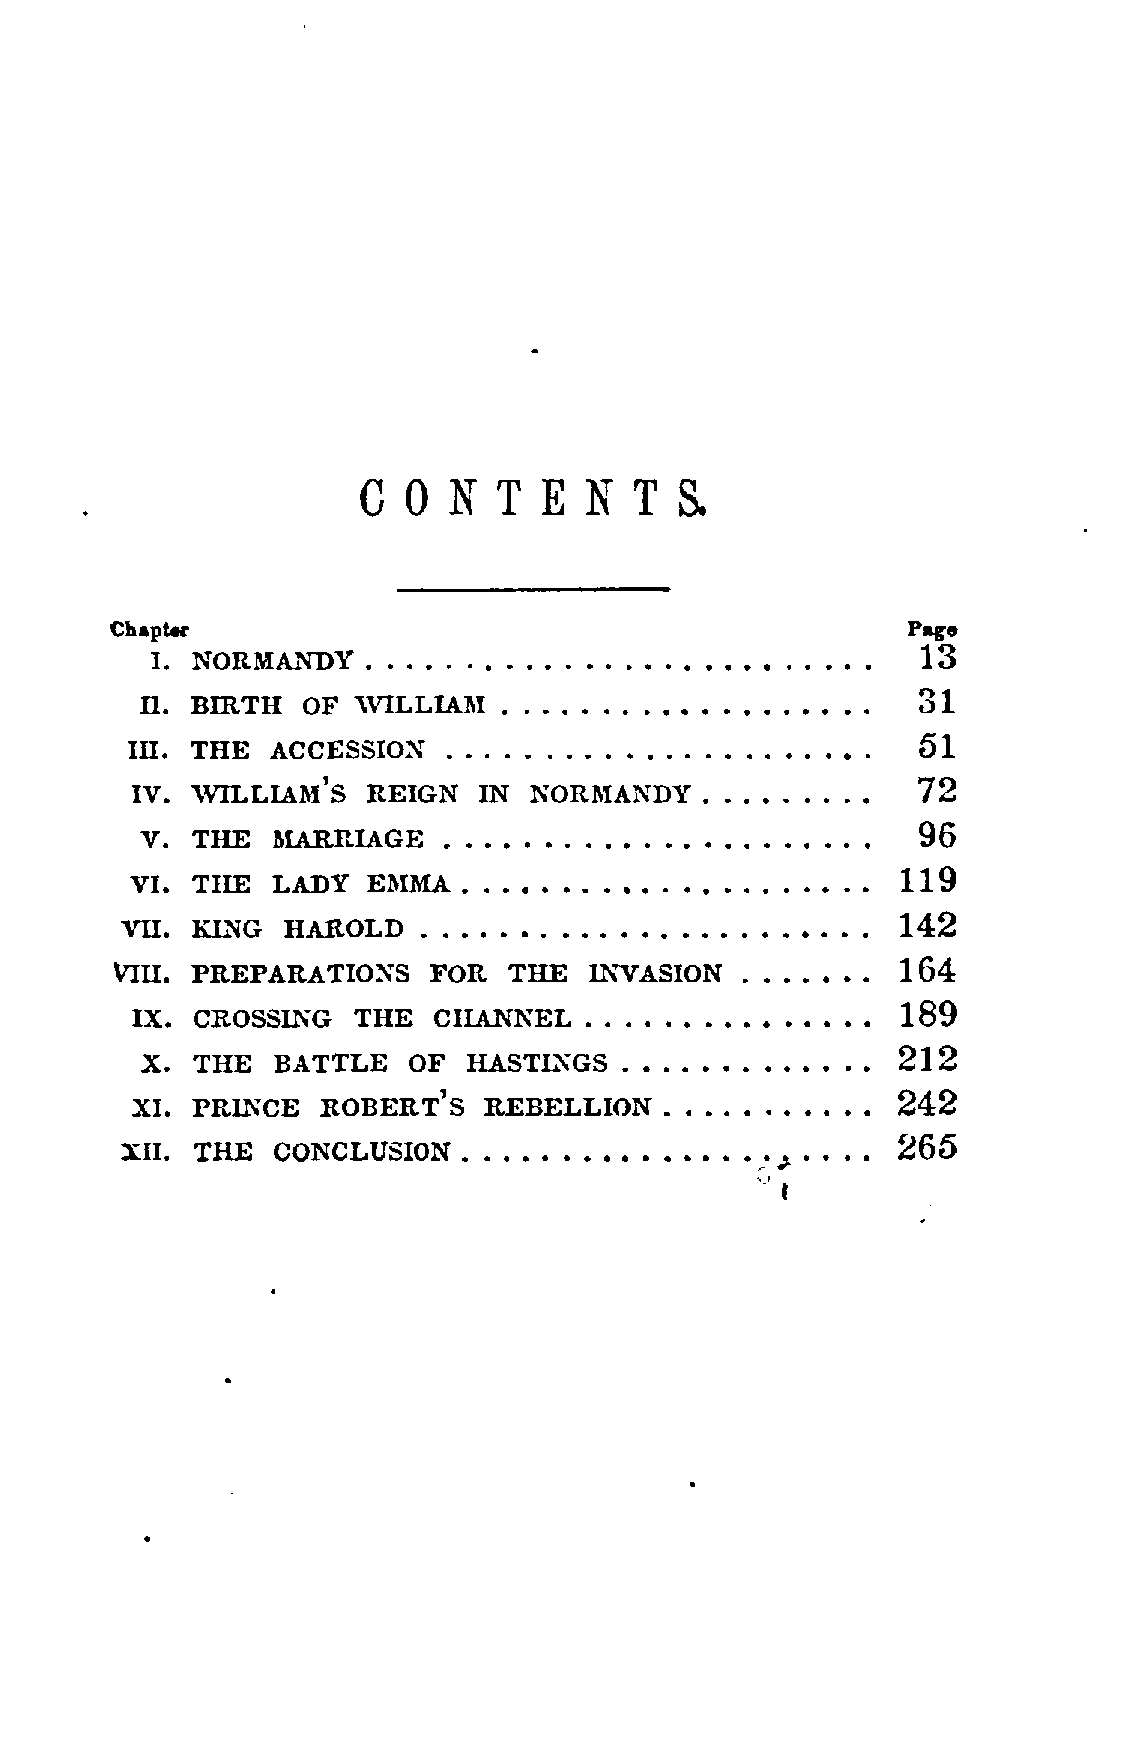 CONTENTS.
Chapter Page
I. NORMANDY . . . . . . . . . . . . . . . . . . . . . . . . . . 13
II. BIRTH OF WILLIAM . . . . . . . . . . . . . . . . . . . 31
III. THE ACCESSION . . . . . . . . . . . . . . . . . . . . . . 51
IV. WILLIAM'S REIGN IN NORMANDY . . . . . . . . . 72
V. THE MARRIAGE . . . . . . . . . . . . . . . . . . . . . . 96
VI. THE LADY EMMA . . . . . . . . . . . . . . . . . . . . . 119
VII. KING HAROLD . . . . . . . . . . . . . . . . . . . . . . . 142
VIII. PREPARATIONS FOR THE INVASION . . . . . . . 164
IX. CROSSING THE CHANNEL . . . . . . . . . . . . . . . 189
X. THE BATTLE OF HASTINGS . . . . . . . . . . . . . 212
XI. PRINCE ROBERT'S REBELLION . . . . . . . . . . . 242
XII. THE CONCLUSION . . . . . . . . . . . . . . . . . . . . . 265